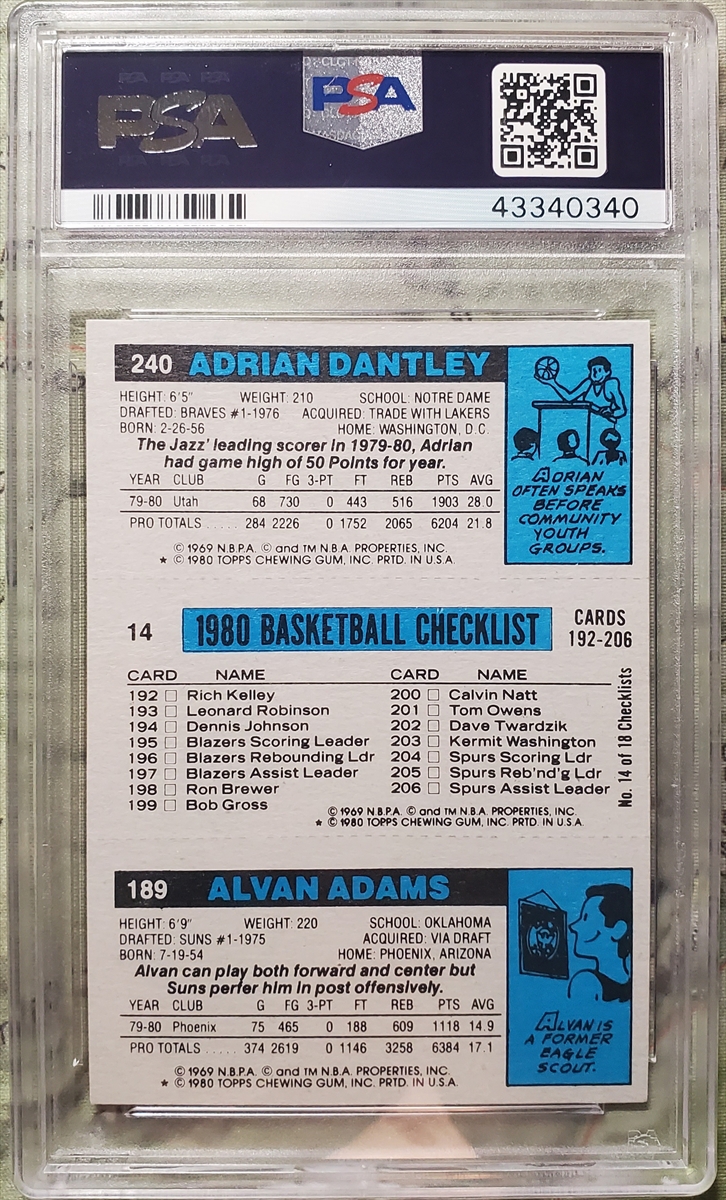 PSA
PSA
43340340
240 ADRIAN DANTLEY
HEIGHT: 6'5" WEIGHT: 210 SCHOOL: NOTRE DAME
DRAFTED: BRAVES #1-1976 ACQUIRED: TRADE WITH LAKERS
BORN: 2-26-56 HOME: WASHINGTON, D.C.
The Jazz' leading scorer in 1979-80, Adrian
had game high of 50 Points for year.
YEAR CLUB G FG 3-PT FT REB PTS AVG
79-80 Utah 68 730 0 443 516 1903 28.0
PRO TOTALS ..... 284 2226 0 1752 2065 6204 21.8
© 1969 N.B.P.A. © and TM N.B.A. PROPERTIES, INC.
★ © 1980 TOPPS CHEWING GUM, INC. PRTD. IN U.S.A.
ADRIAN
OFTEN SPEAKS
BEFORE
COMMUNITY
YOUTH
GROUPS.
14 1980 BASKETBALL CHECKLIST CARDS
192-206
CARD NAME CARD NAME
192 □ Rich Kelley 200 □ Calvin Natt
193 □ Leonard Robinson 201 □ Tom Owens
194 □ Dennis Johnson 202 □ Dave Twardzik
195 □ Blazers Scoring Leader 203 □ Kermit Washington
196 □ Blazers Rebounding Ldr 204 □ Spurs Scoring Ldr
197 □ Blazers Assist Leader 205 □ Spurs Reb'nd'g Ldr
198 □ Ron Brewer 206 □ Spurs Assist Leader
199 □ Bob Gross
© 1969 N.B.P.A. © and TM N.B.A. PROPERTIES, INC.
★ © 1980 TOPPS CHEWING GUM, INC. PRTD. IN U.S.A.
No. 14 of 18 Checklists
189 ALVAN ADAMS
HEIGHT: 6'9" WEIGHT: 220 SCHOOL: OKLAHOMA
DRAFTED: SUNS #1-1975 ACQUIRED: VIA DRAFT
BORN: 7-19-54 HOME: PHOENIX, ARIZONA
Alvan can play both forward and center but
Suns perfer him in post offensively.
YEAR CLUB G FG 3-PT FT REB PTS AVG
79-80 Phoenix 75 465 0 188 609 1118 14.9
PRO TOTALS ..... 374 2619 0 1146 3258 6384 17.1
© 1969 N.B.P.A. © and TM N.B.A. PROPERTIES, INC.
★ © 1980 TOPPS CHEWING GUM, INC. PRTD. IN U.S.A.
ALVAN IS
A FORMER
EAGLE
SCOUT.
PSA